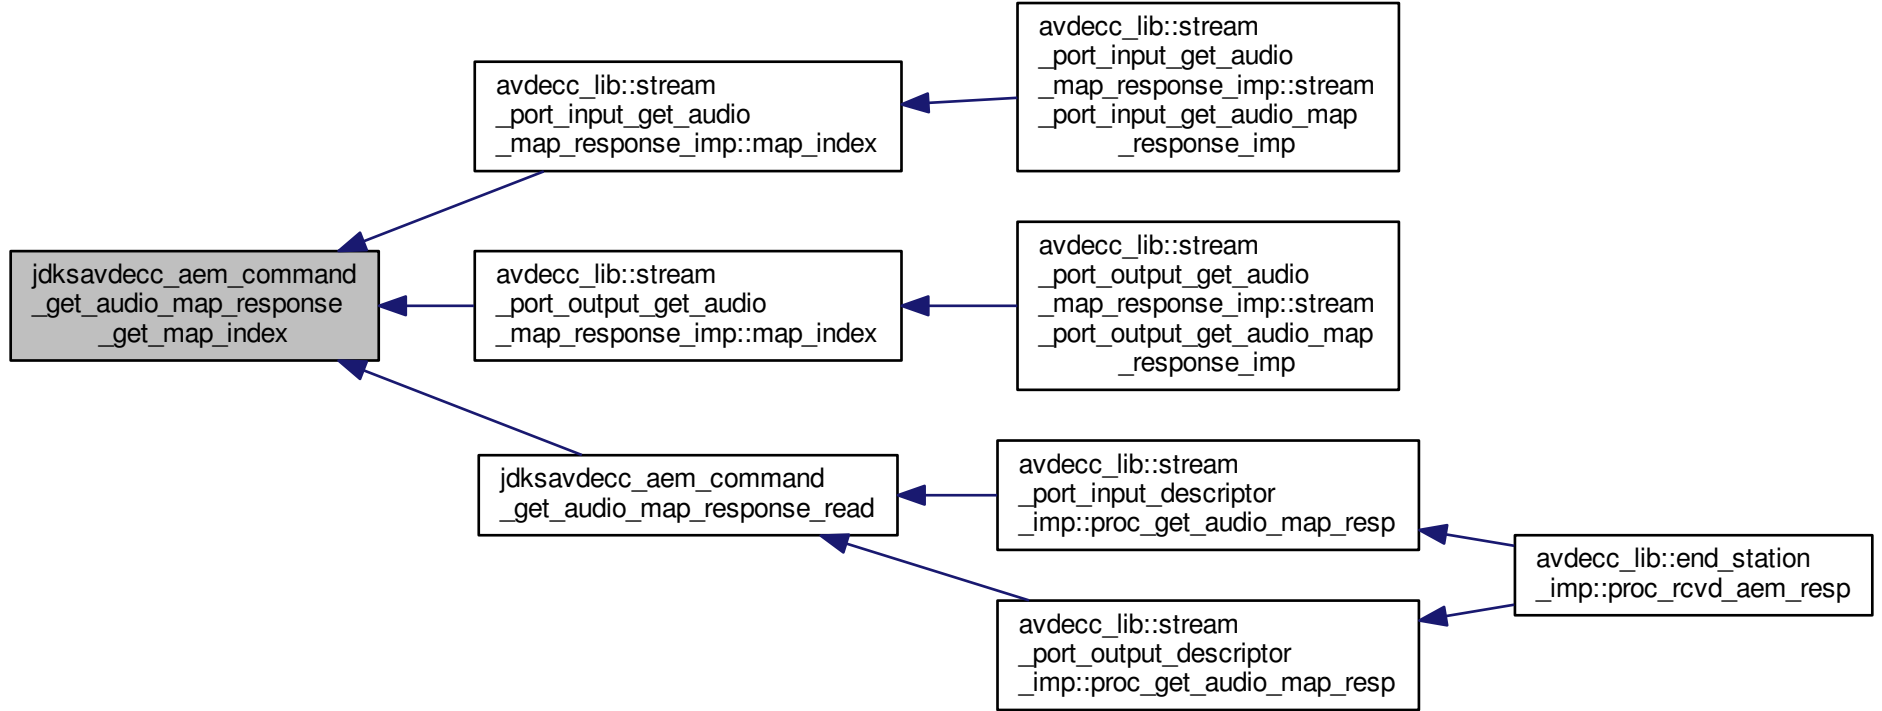 avdecc_lib::stream
_port_input_get_audio
_map_response_imp::stream
_port_input_get_audio_map
_response_imp
avdecc_lib::stream
_port_input_get_audio
_map_response_imp::map_index
jdksavdecc_aem_command
_get_audio_map_response
_get_map_index
avdecc_lib::stream
_port_output_get_audio
_map_response_imp::map_index
avdecc_lib::stream
_port_output_get_audio
_map_response_imp::stream
_port_output_get_audio_map
_response_imp
jdksavdecc_aem_command
_get_audio_map_response_read
avdecc_lib::stream
_port_input_descriptor
_imp::proc_get_audio_map_resp
avdecc_lib::end_station
_imp::proc_rcvd_aem_resp
avdecc_lib::stream
_port_output_descriptor
_imp::proc_get_audio_map_resp